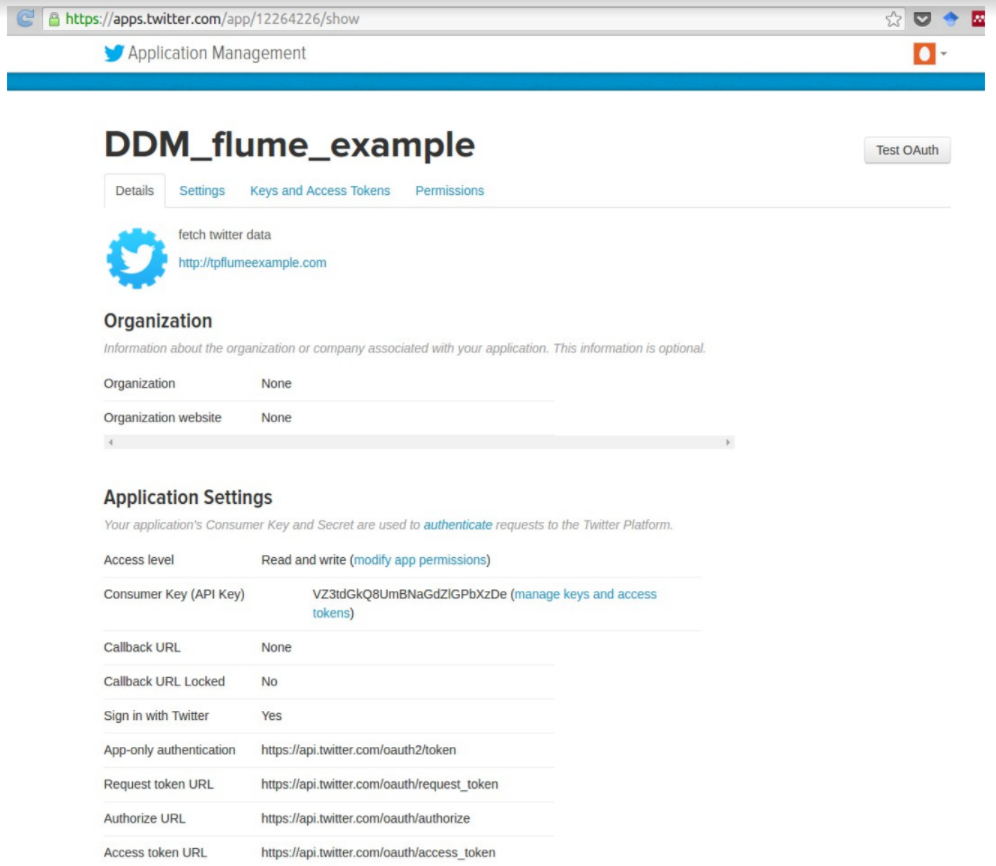 https://apps.twitter.com/app/12264226/show
Application Management
DDM_flume_example
Test OAuth
Details Settings Keys and Access Tokens Permissions
fetch twitter data
http://tpflumeexample.com
Organization
Information about the organization or company associated with your application. This information is optional.
Organization None
Organization website None
Application Settings
Your application's Consumer Key and Secret are used to authenticate requests to the Twitter Platform.
Access level Read and write (modify app permissions)
Consumer Key (API Key) VZ3tdGkQ8UmBNaGdZlGPbXzDe (manage keys and access
tokens)
Callback URL None
Callback URL Locked No
Sign in with Twitter Yes
App-only authentication https://api.twitter.com/oauth2/token
Request token URL https://api.twitter.com/oauth/request_token
Authorize URL https://api.twitter.com/oauth/authorize
Access token URL https://api.twitter.com/oauth/access_token